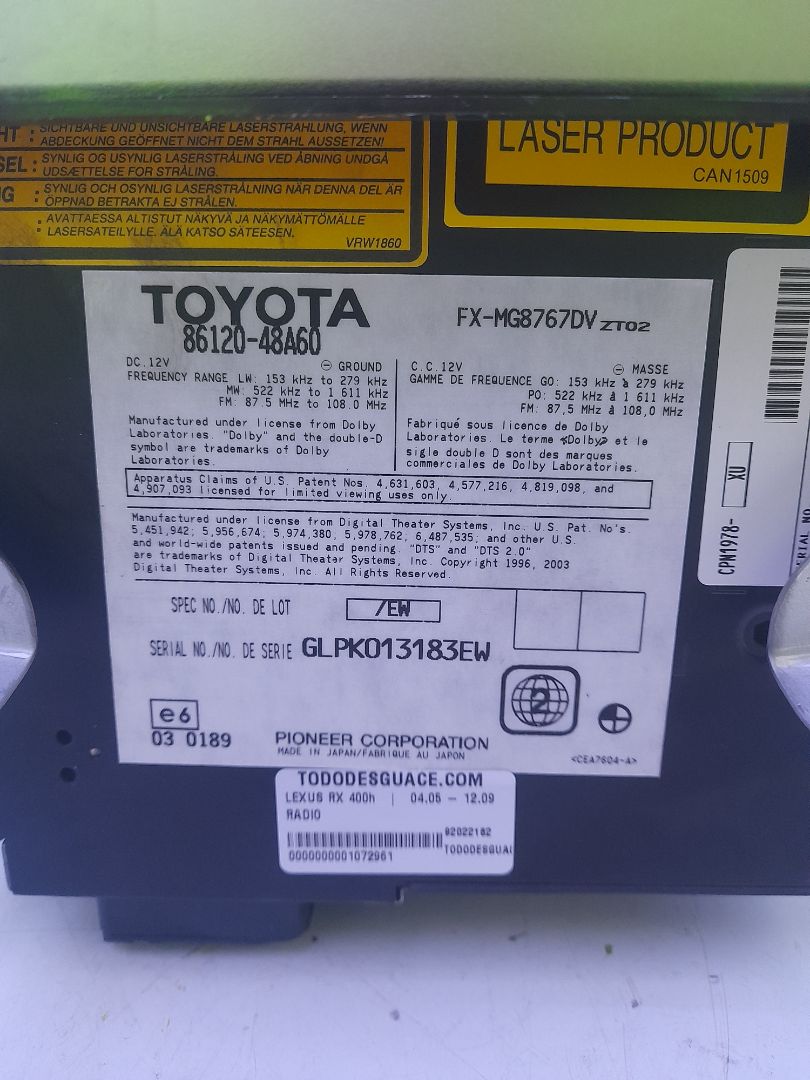 HT : SICHTBARE UND UNSICHTBARE LASERSTRAHLUNG, WENN
ABDECKUNG GEÖFFNET NICHT DEM STRAHL AUSSETZEN!
SEL : SYNLIG OG USYNLIG LASERSTRÅLING VED ÅBNING UNDGÅ
UDSÆTTELSE FOR STRÅLING.
NG : SYNLIG OCH OSYNLIG LASERSTRÅLNING NÄR DENNA DEL ÄR
ÖPPNAD BETRAKTA EJ STRÅLEN.
: AVATTAESSA ALTISTUT NÄKYVÄ JA NÄKYMÄTTÖMÄLLE
LASERSATEILYLLE. ÄLÄ KATSO SÄTEESEN.
VRW1860
LASER PRODUCT
CAN1509
TOYOTA
86120-48A60
FX-MG8767DV ZT02
DC.12V ⊖ GROUND
FREQUENCY RANGE LW: 153 kHz to 279 kHz
MW: 522 kHz to 1 611 kHz
FM: 87.5 MHz to 108.0 MHz
Manufactured under license from Dolby
Laboratories. "Dolby" and the double-D
symbol are trademarks of Dolby
Laboratories.
C.C.12V ⊖ MASSE
GAMME DE FREQUENCE GO: 153 kHz à 279 kHz
PO: 522 kHz à 1 611 kHz
FM: 87,5 MHz à 108,0 MHz
Fabriqué sous licence de Dolby
Laboratories. Le terme «Dolby» et le
sigle double D sont des marques
commerciales de Dolby Laboratories.
Apparatus Claims of U.S. Patent Nos. 4,631,603, 4,577,216, 4,819,098, and
4,907,093 licensed for limited viewing uses only.
Manufactured under license from Digital Theater Systems, Inc. U.S. Pat. No's.
5,451,942; 5,956,674; 5,974,380; 5,978,762; 6,487,535; and other U.S.
and world-wide patents issued and pending. "DTS" and "DTS 2.0"
are trademarks of Digital Theater Systems, Inc. Copyright 1996, 2003
Digital Theater Systems, Inc. All Rights Reserved.
SPEC NO./NO. DE LOT /EW
SERIAL NO./NO. DE SERIE GLPK013183EW
e6
03 0189
2
PIONEER CORPORATION
MADE IN JAPAN/FABRIQUE AU JAPON
<CEA7604-A>
CPW1978- XU
SERIAL NO
TODODESGUACE.COM
LEXUS RX 400h | 04.05 - 12.09
RADIO
82022182
0000000001072961
TODODESGUA